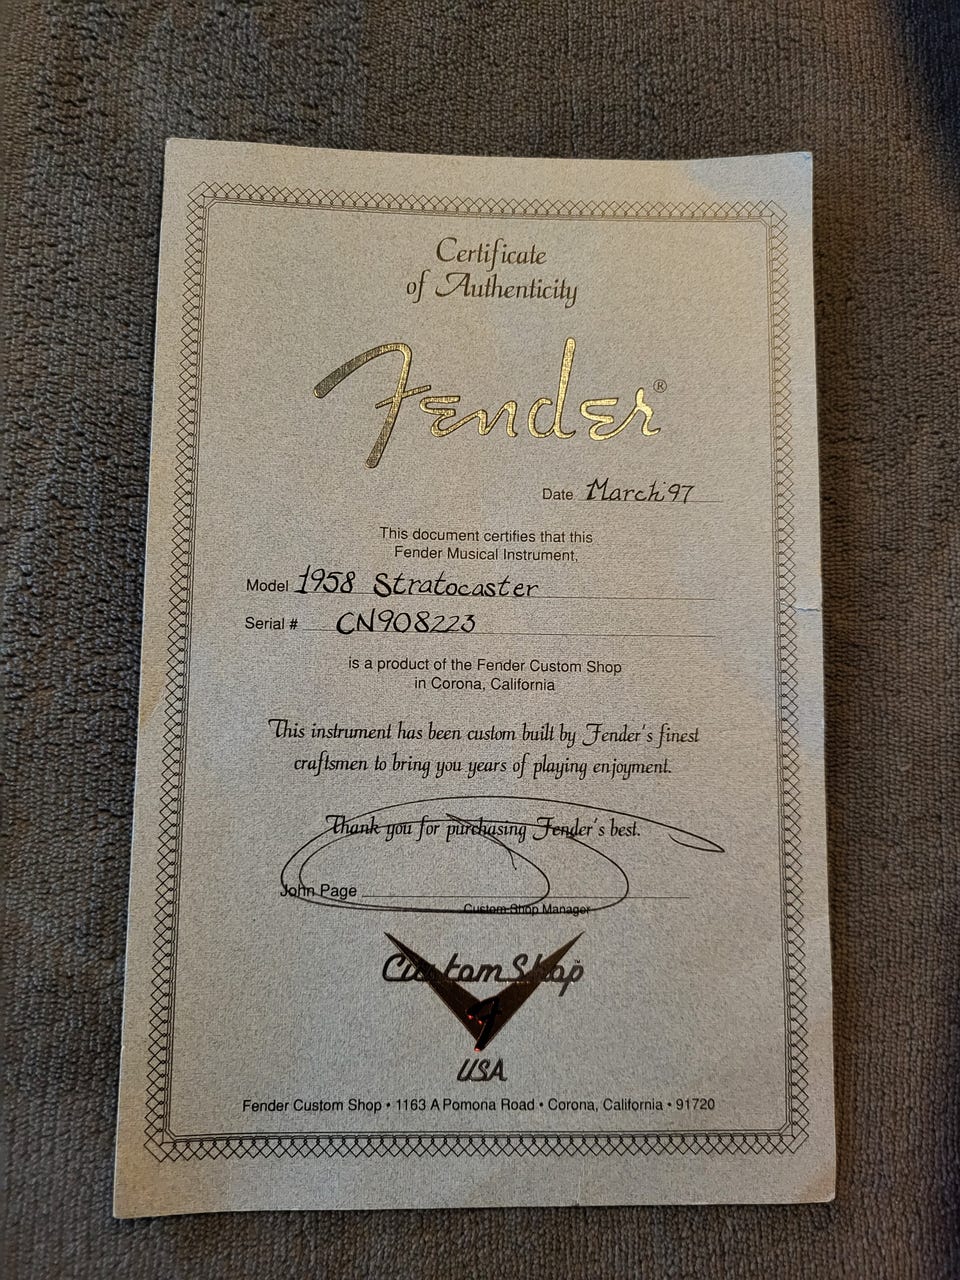 Certificate
of Authenticity
Fender®
Date March '97
This document certifies that this
Fender Musical Instrument,
Model 1958 Stratocaster
Serial # CN908223
is a product of the Fender Custom Shop
in Corona, California
This instrument has been custom built by Fender's finest
craftsmen to bring you years of playing enjoyment.
Thank you for purchasing Fender's best.
John Page
Custom Shop Manager
Custom Shop™
F
USA
Fender Custom Shop • 1163 A Pomona Road • Corona, California • 91720